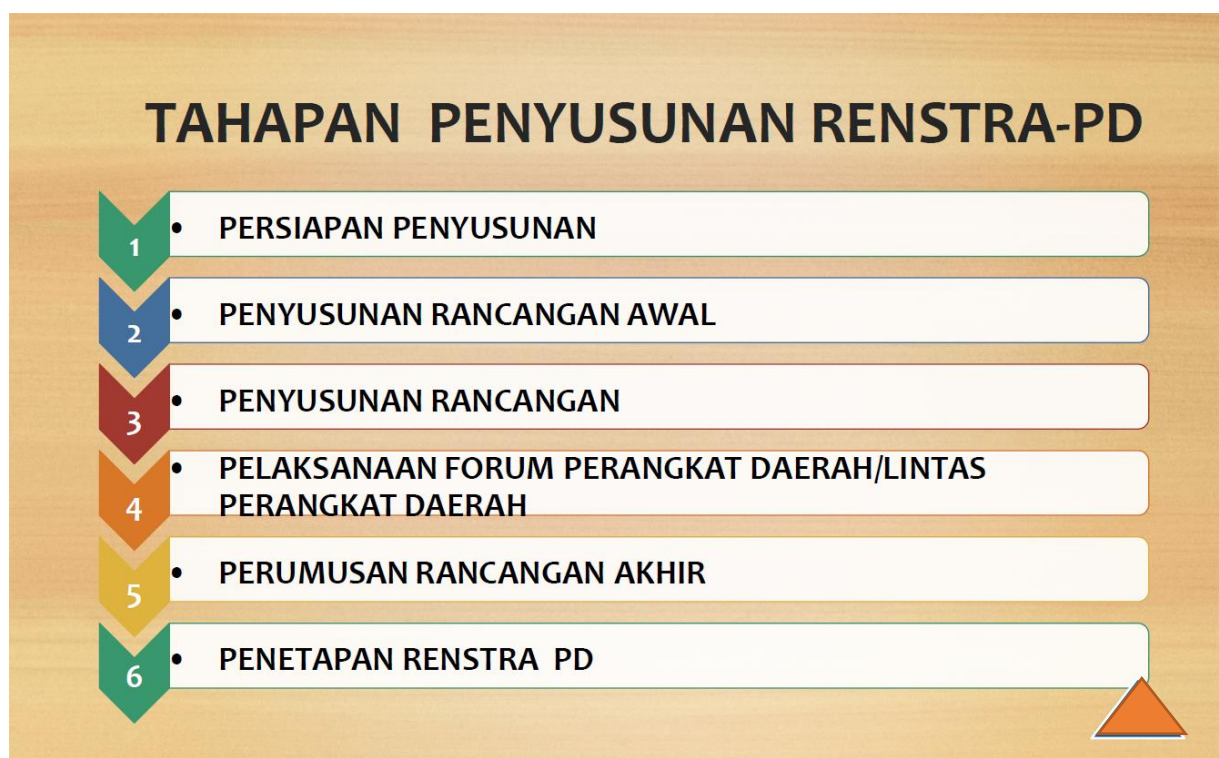 TAHAPAN PENYUSUNAN RENSTRA-PD
1 • PERSIAPAN PENYUSUNAN
2 • PENYUSUNAN RANCANGAN AWAL
3 • PENYUSUNAN RANCANGAN
4 • PELAKSANAAN FORUM PERANGKAT DAERAH/LINTAS
PERANGKAT DAERAH
5 • PERUMUSAN RANCANGAN AKHIR
6 • PENETAPAN RENSTRA PD